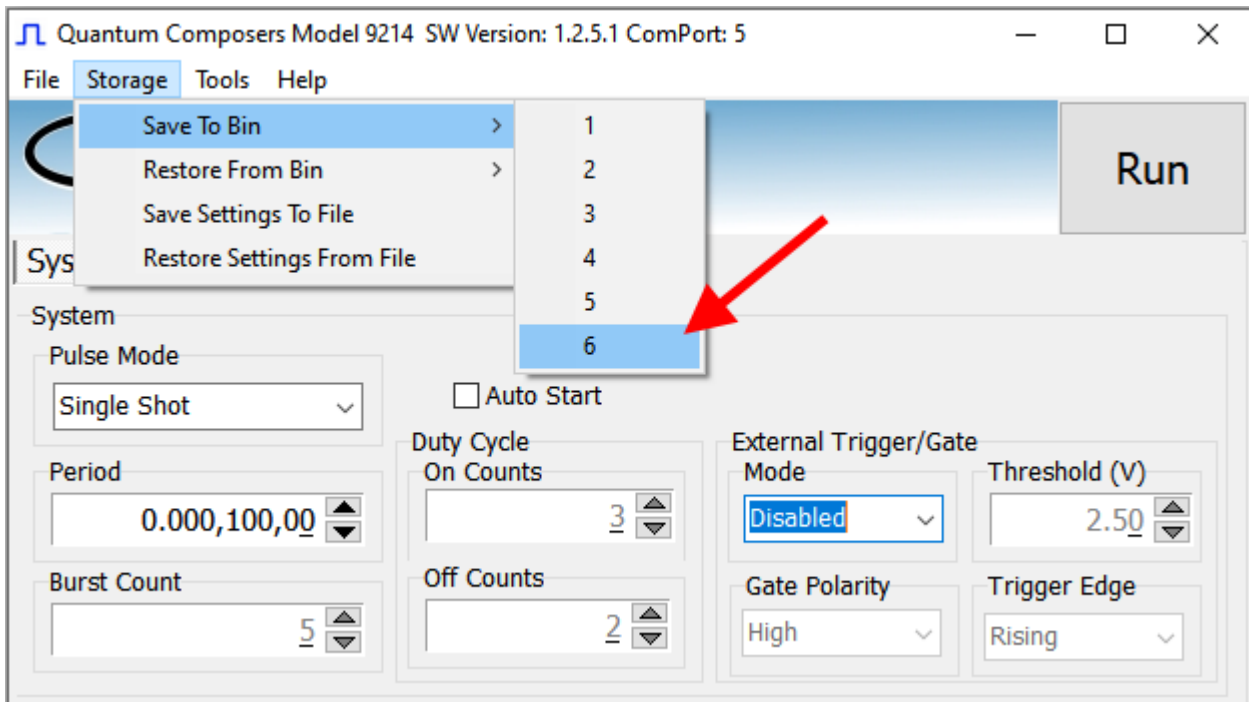 Quantum Composers Model 9214 SW Version: 1.2.5.1 ComPort: 5
File Storage Tools Help
Save To Bin
Restore From Bin
Save Settings To File
Restore Settings From File
1
2
3
4
5
6
Run
Sys
System
Pulse Mode
Single Shot
Auto Start
Period
0.000,100,00
Burst Count
5
Duty Cycle
On Counts
3
Off Counts
2
External Trigger/Gate
Mode
Disabled
Threshold (V)
2.50
Gate Polarity
High
Trigger Edge
Rising